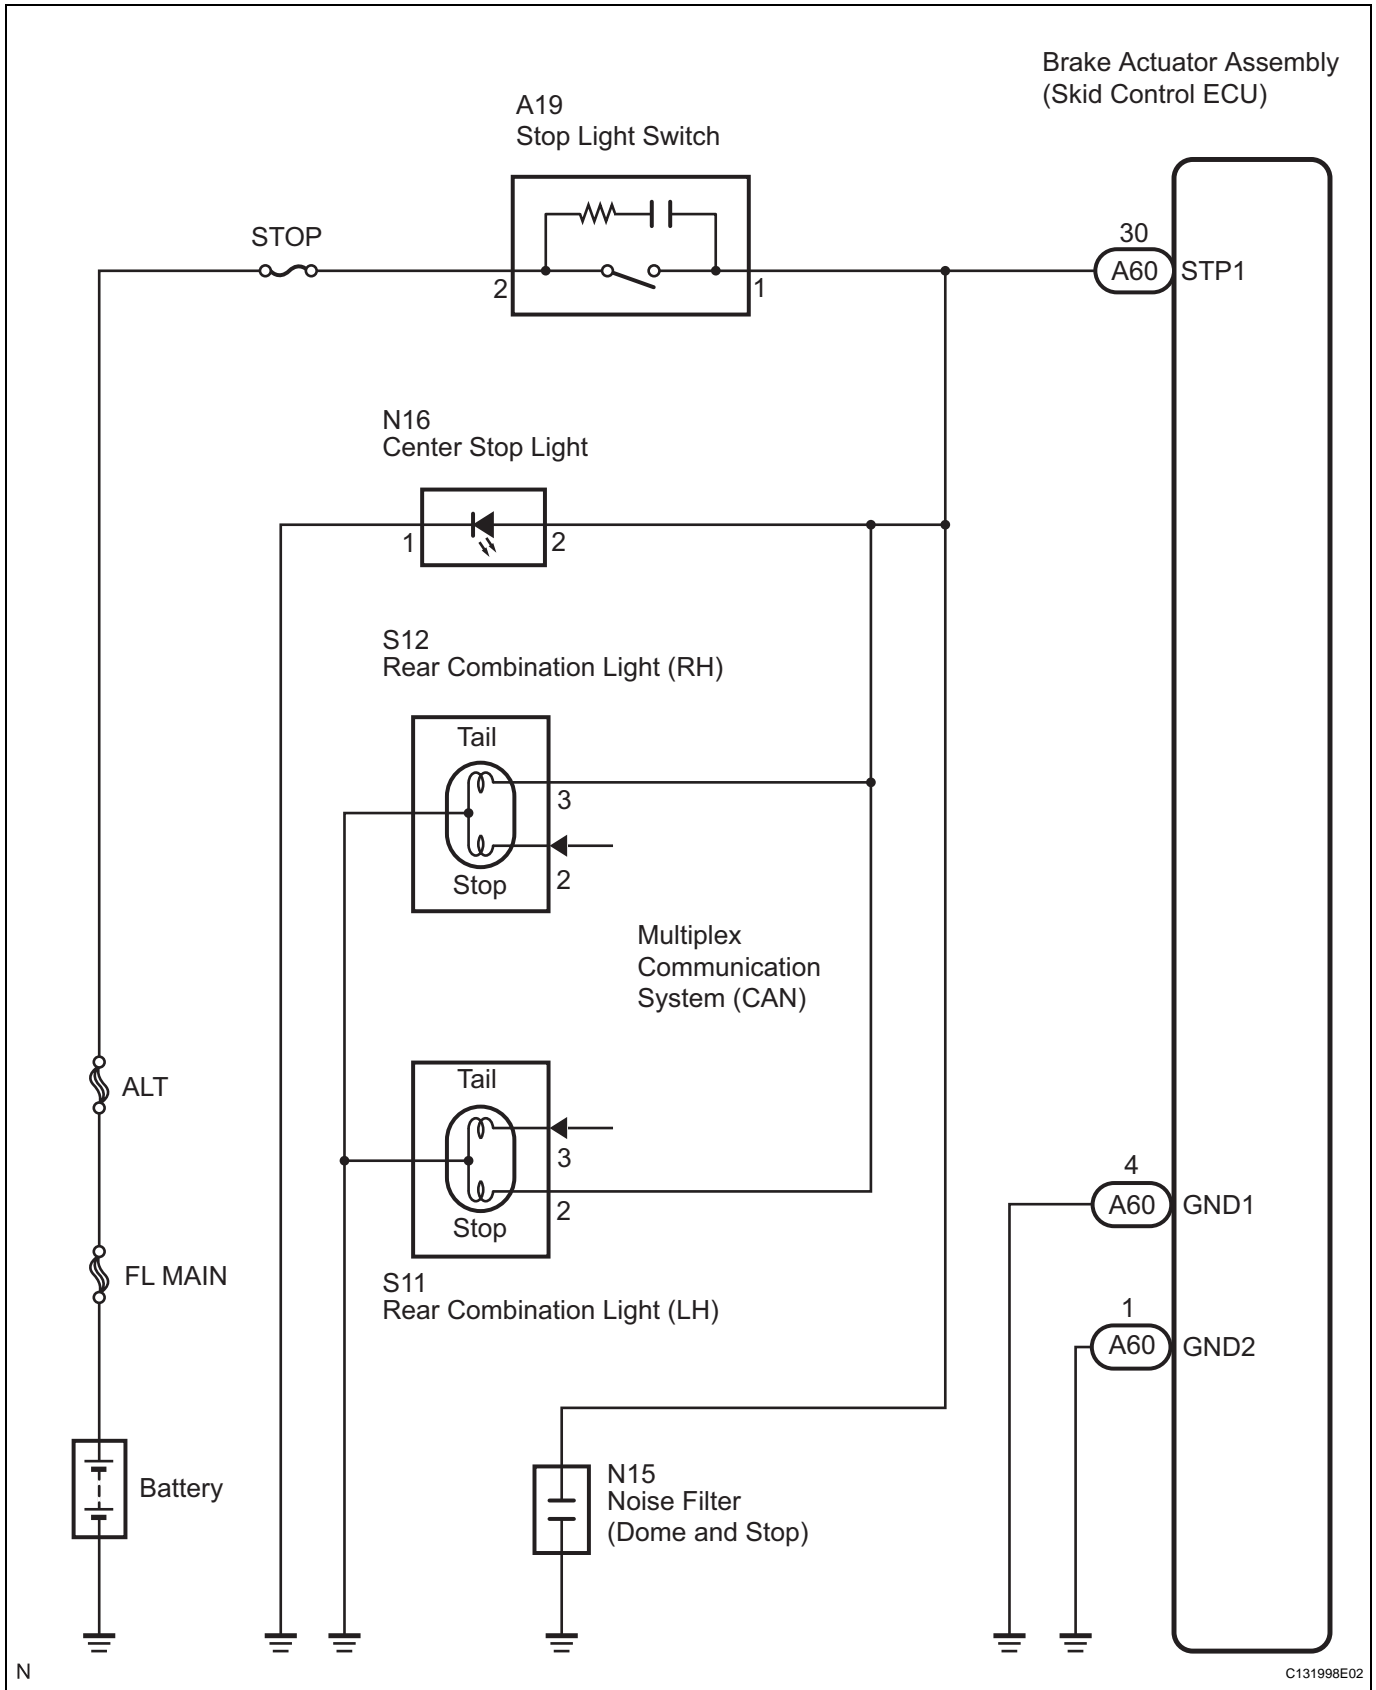 Brake Actuator Assembly
(Skid Control ECU)
A19
Stop Light Switch
STOP
30
A60
STP1
2
1
N16
Center Stop Light
1
2
S12
Rear Combination Light (RH)
Tail
3
Stop
2
Multiplex
Communication
System (CAN)
ALT
Tail
3
Stop
2
4
A60
GND1
FL MAIN
S11
Rear Combination Light (LH)
1
A60
GND2
Battery
N15
Noise Filter
(Dome and Stop)
N
C131998E02